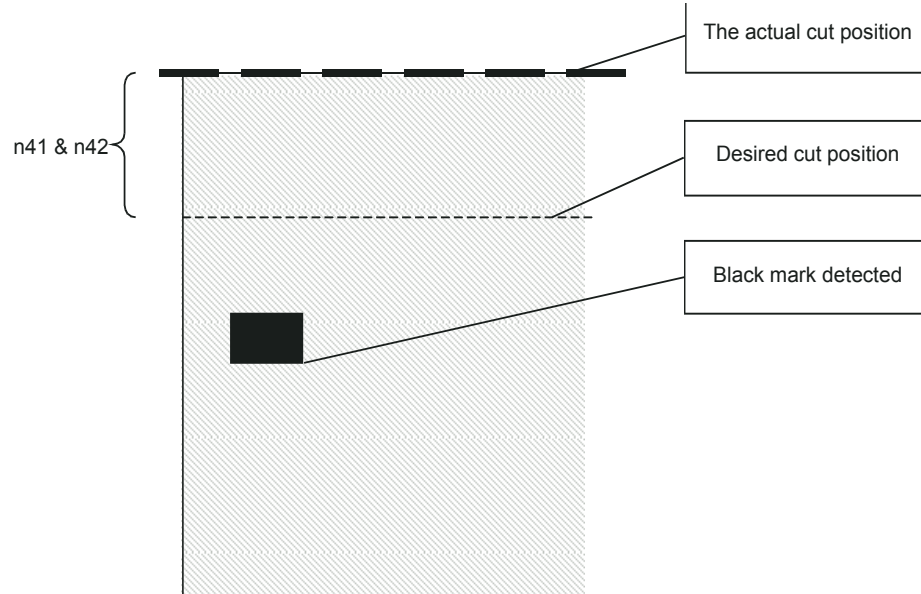 The actual cut position
n41 & n42
Desired cut position
Black mark detected